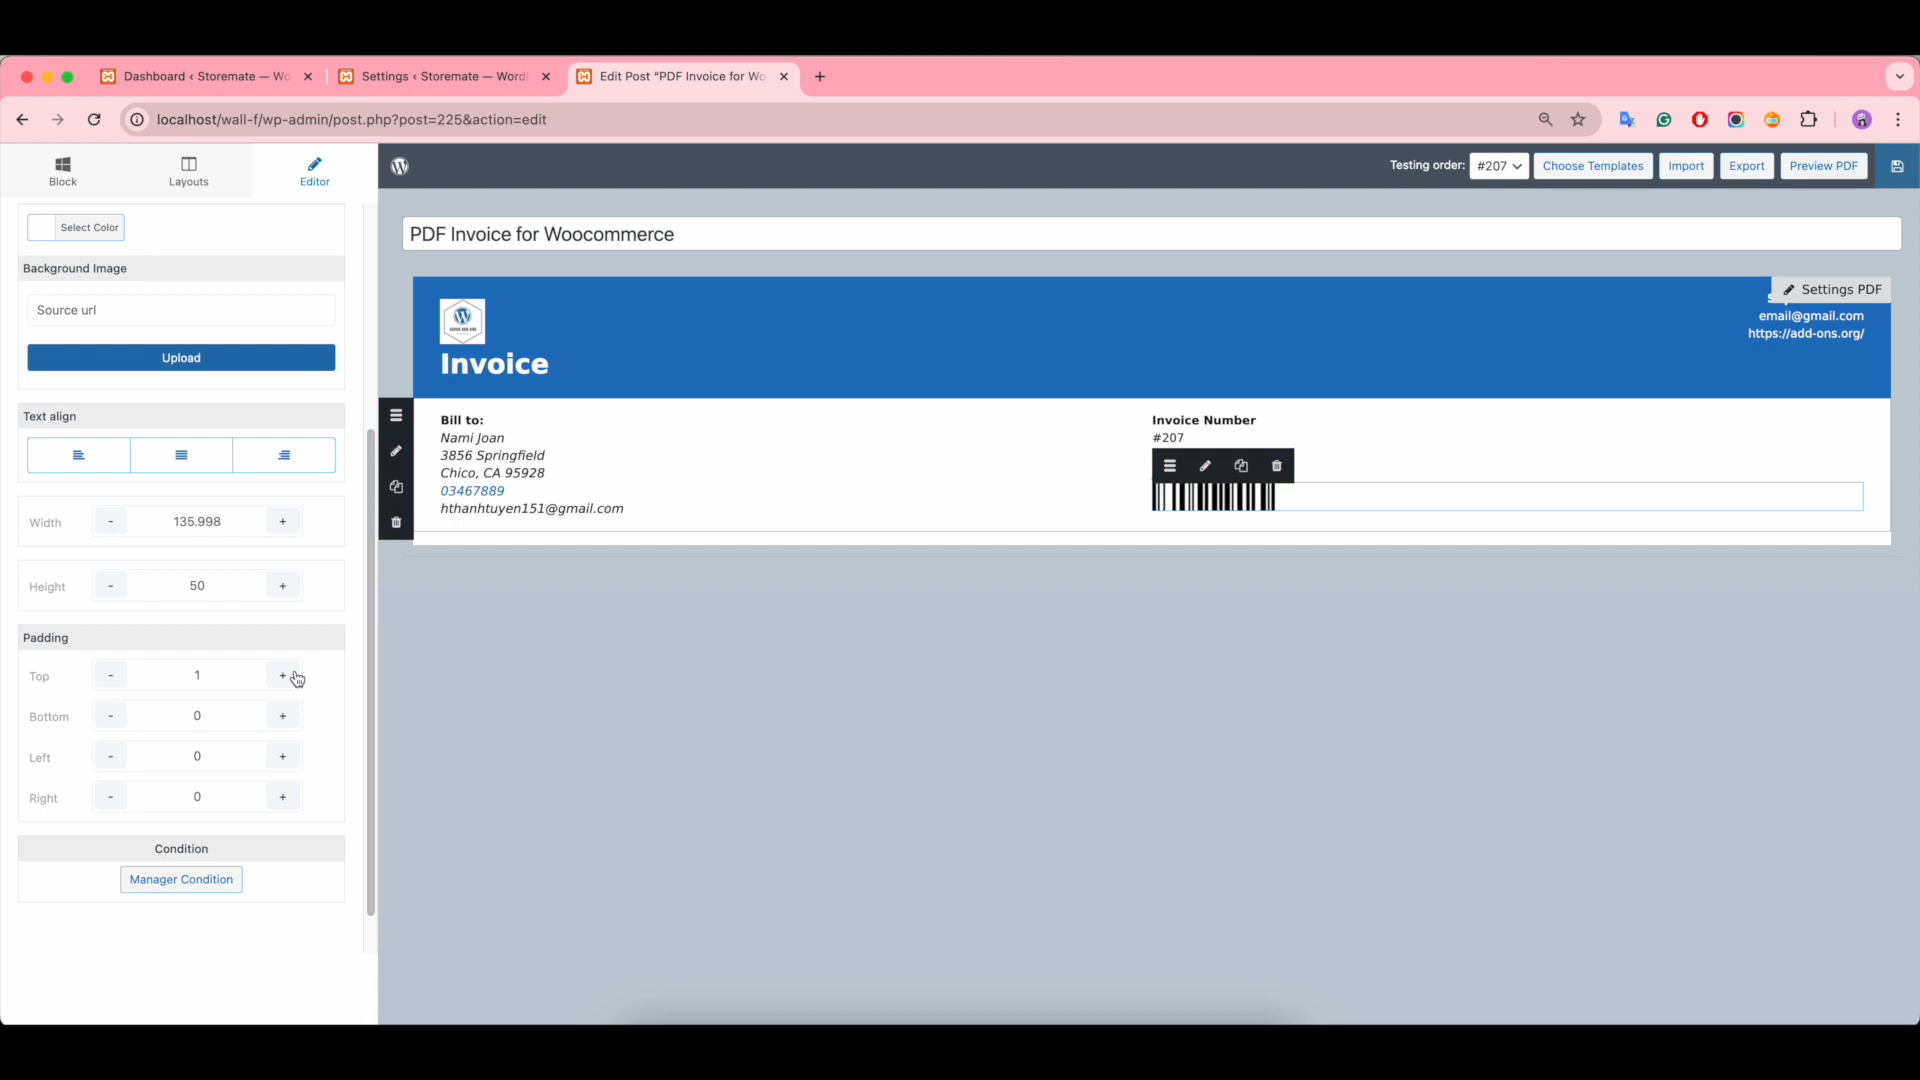 Dashboard ‹ Storemate — Wo
Settings ‹ Storemate — Word
Edit Post “PDF Invoice for Wo
localhost/wall-f/wp-admin/post.php?post=225&action=edit
Block
Layouts
Editor
Testing order:
#207
Choose Templates
Import
Export
Preview PDF
Select Color
Background Image
Source url
Upload
Text align
Width
-
135.998
+
Height
-
50
+
Padding
Top
-
1
+
Bottom
-
0
+
Left
-
0
+
Right
-
0
+
Condition
Manager Condition
PDF Invoice for Woocommerce
Settings PDF
email@gmail.com
https://add-ons.org/
Invoice
Bill to:
Nami Joan
3856 Springfield
Chico, CA 95928
03467889
hthanhtuyen151@gmail.com
Invoice Number
#207